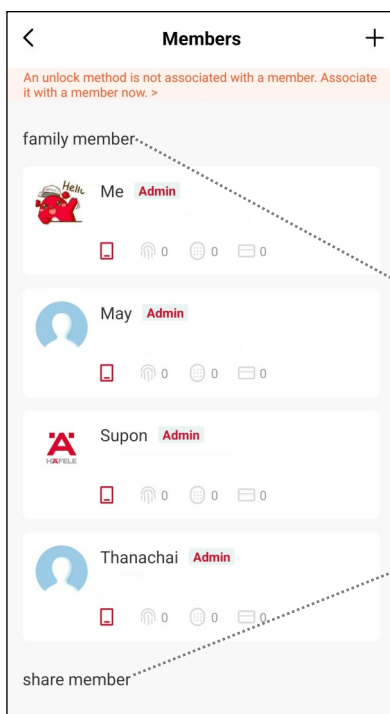 Members
An unlock method is not associated with a member. Associate
it with a member now. >
family member
Hello
Me Admin
0 0 0
May Admin
0 0 0
Supon Admin
HÄFELE
0 0 0
Thanachai Admin
0 0 0
share member